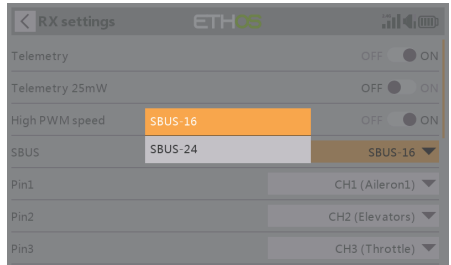 RX settings ETHOS
Telemetry OFF ON
Telemetry 25mW OFF ON
High PWM speed OFF ON
SBUS-16
SBUS-24
SBUS SBUS-16
Pin1 CH1 (Aileron1)
Pin2 CH2 (Elevators)
Pin3 CH3 (Throttle)